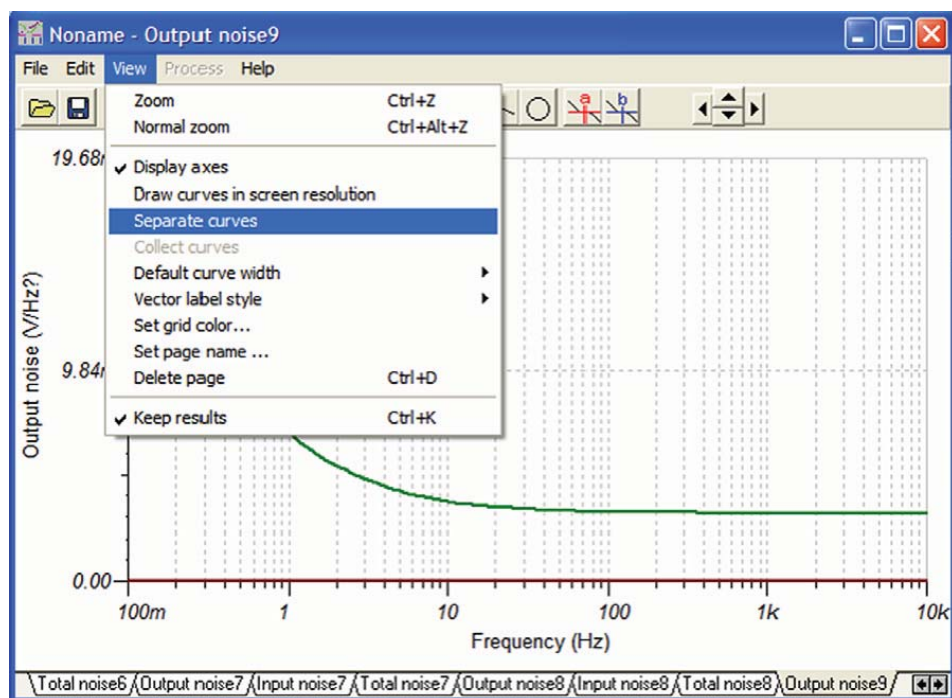 Noname - Output noise9
File Edit View Process Help
Zoom Ctrl+Z
Normal zoom Ctrl+Alt+Z
a b
Display axes
Draw curves in screen resolution
Separate curves
Collect curves
Default curve width
Vector label style
Set grid color...
Set page name ...
Delete page Ctrl+D
Keep results Ctrl+K
Output noise (V/Hz?)
19.68
9.84
0.00
100m 1 10 100 1k 10k
Frequency (Hz)
Total noise6 Output noise7 Input noise7 Total noise7 Output noise8 Input noise8 Total noise8 Output noise9